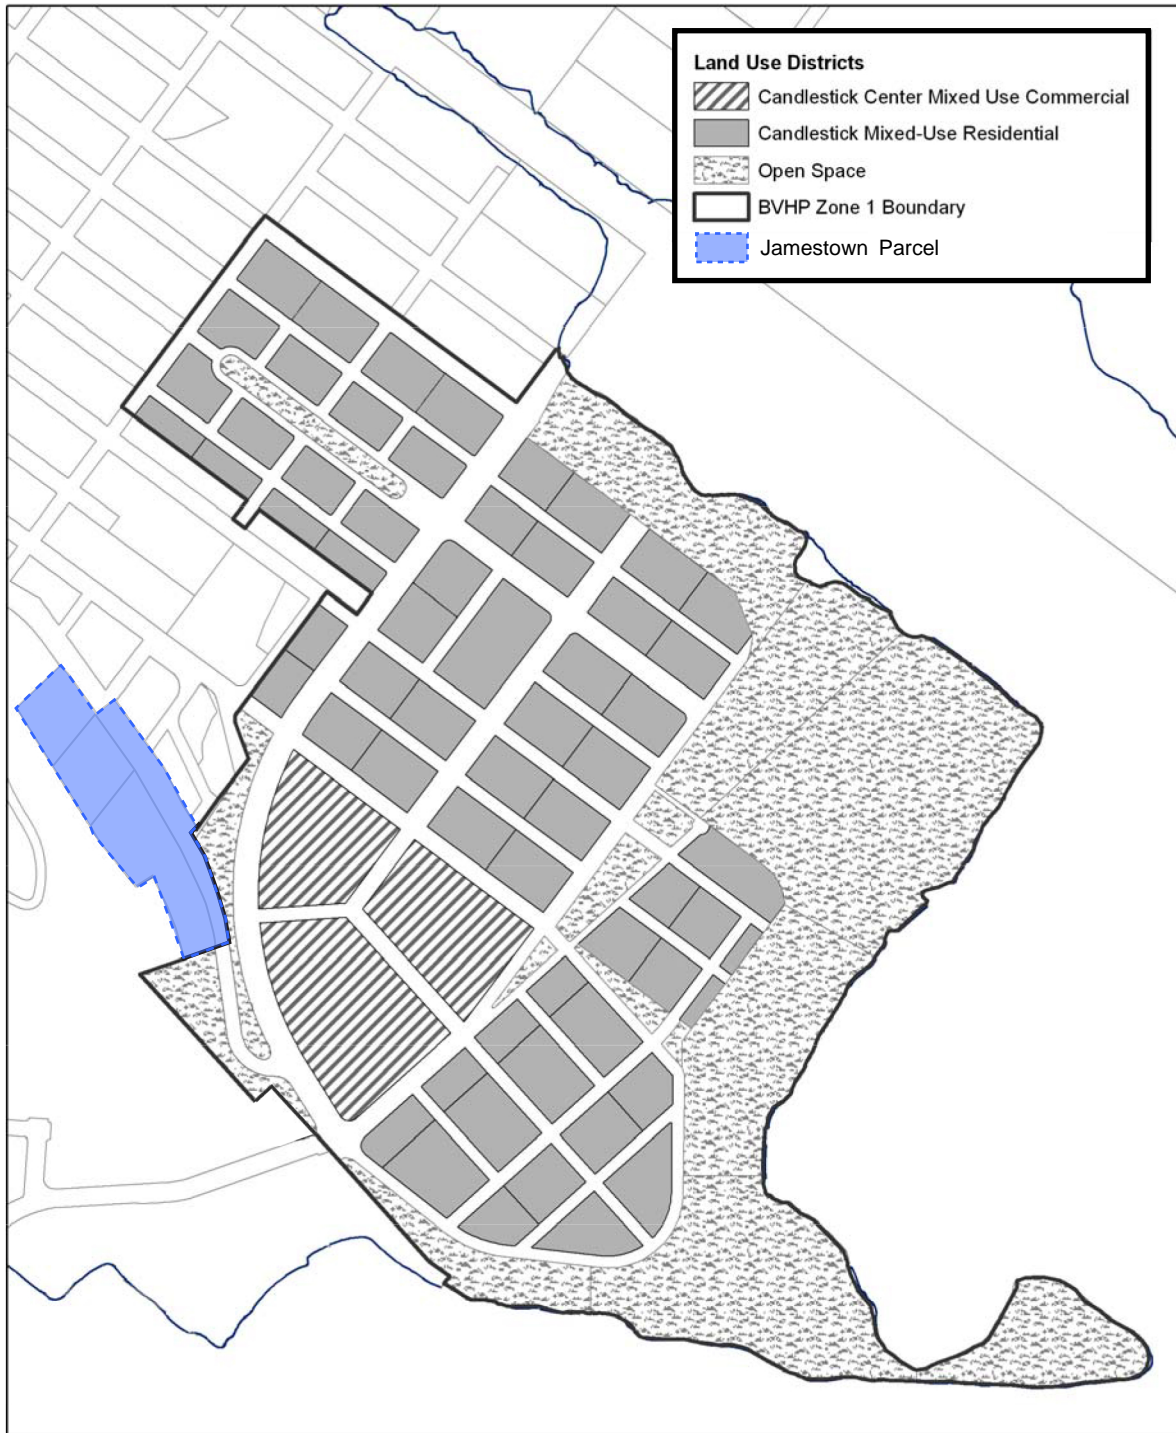 Land Use Districts
Candlestick Center Mixed Use Commercial
Candlestick Mixed-Use Residential
Open Space
BVHP Zone 1 Boundary
Jamestown Parcel